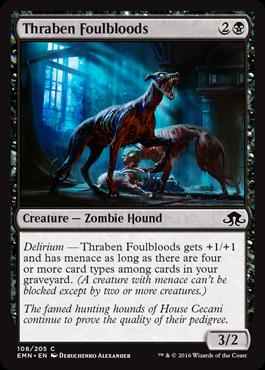 Thraben Foulbloods 2
Creature — Zombie Hound
Delirium — Thraben Foulbloods gets +1/+1
and has menace as long as there are four
or more card types among cards in your
graveyard. (A creature with menace can't be
blocked except by two or more creatures.)
The famed hunting hounds of House Cecani
continue to prove the quality of their pedigree.
3/2
108/205 C
EMN • EN DERUCHENKO ALEXANDER
™ & © 2016 Wizards of the Coast